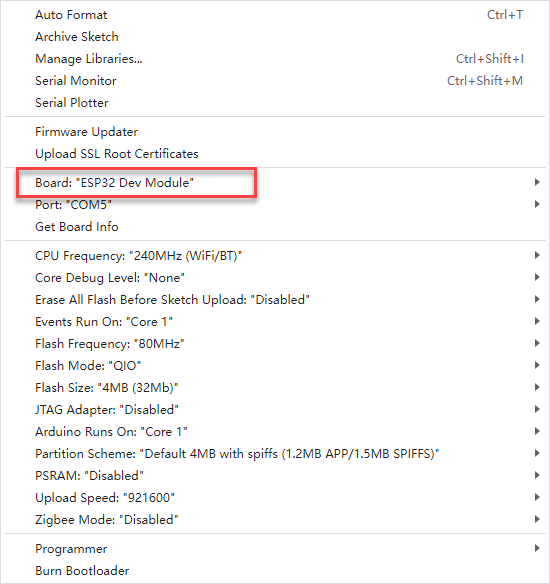 Auto Format Ctrl+T
Archive Sketch
Manage Libraries... Ctrl+Shift+I
Serial Monitor Ctrl+Shift+M
Serial Plotter
Firmware Updater
Upload SSL Root Certificates
Board: "ESP32 Dev Module"
Port: "COM5"
Get Board Info
CPU Frequency: "240MHz (WiFi/BT)"
Core Debug Level: "None"
Erase All Flash Before Sketch Upload: "Disabled"
Events Run On: "Core 1"
Flash Frequency: "80MHz"
Flash Mode: "QIO"
Flash Size: "4MB (32Mb)"
JTAG Adapter: "Disabled"
Arduino Runs On: "Core 1"
Partition Scheme: "Default 4MB with spiffs (1.2MB APP/1.5MB SPIFFS)"
PSRAM: "Disabled"
Upload Speed: "921600"
Zigbee Mode: "Disabled"
Programmer
Burn Bootloader